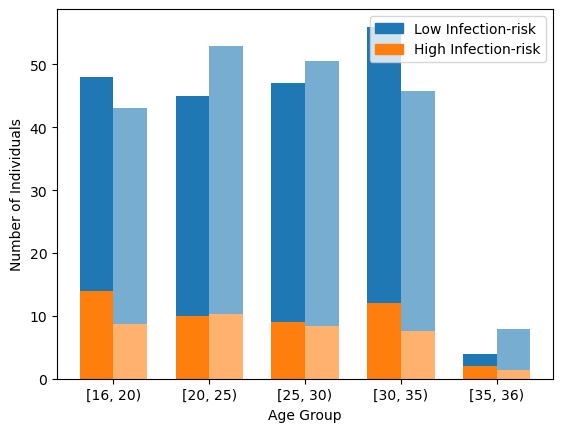 Low Infection-risk
High Infection-risk
Number of Individuals
50
40
30
20
10
0
[16, 20)
[20, 25)
[25, 30)
[30, 35)
[35, 36)
Age Group